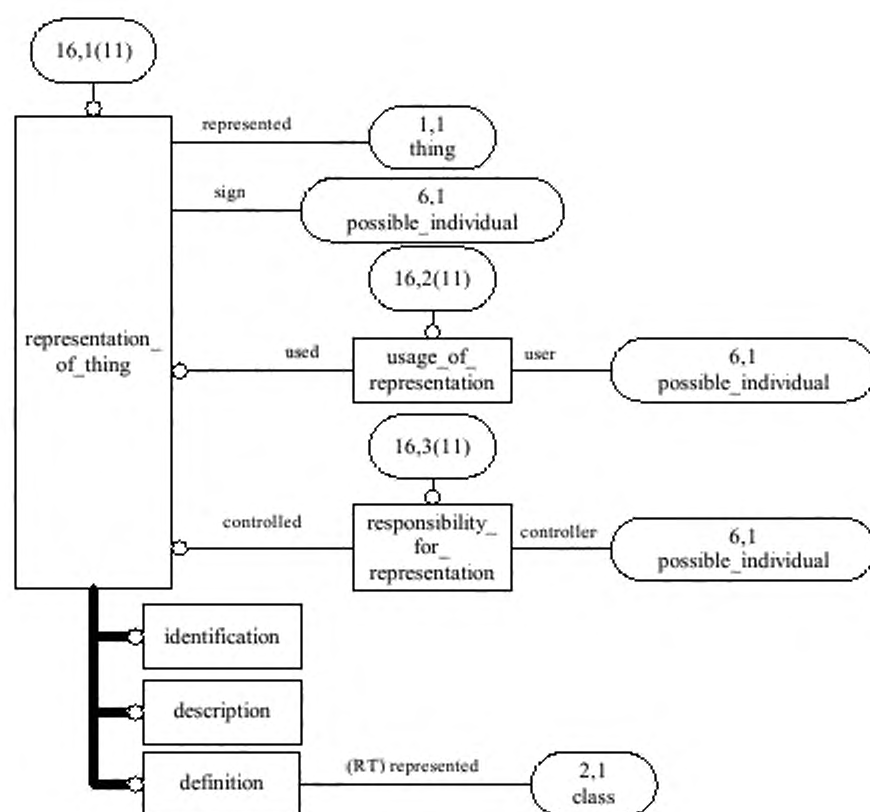 16,1(11)
represented
1,1
thing
sign
6,1
possible_individual
16,2(11)
representation_
of_thing
used
usage_of_
representation
user
6,1
possible_individual
16,3(11)
controlled
responsibility_
for_
representation
controller
6,1
possible_individual
identification
description
definition
(RT) represented
2,1
class